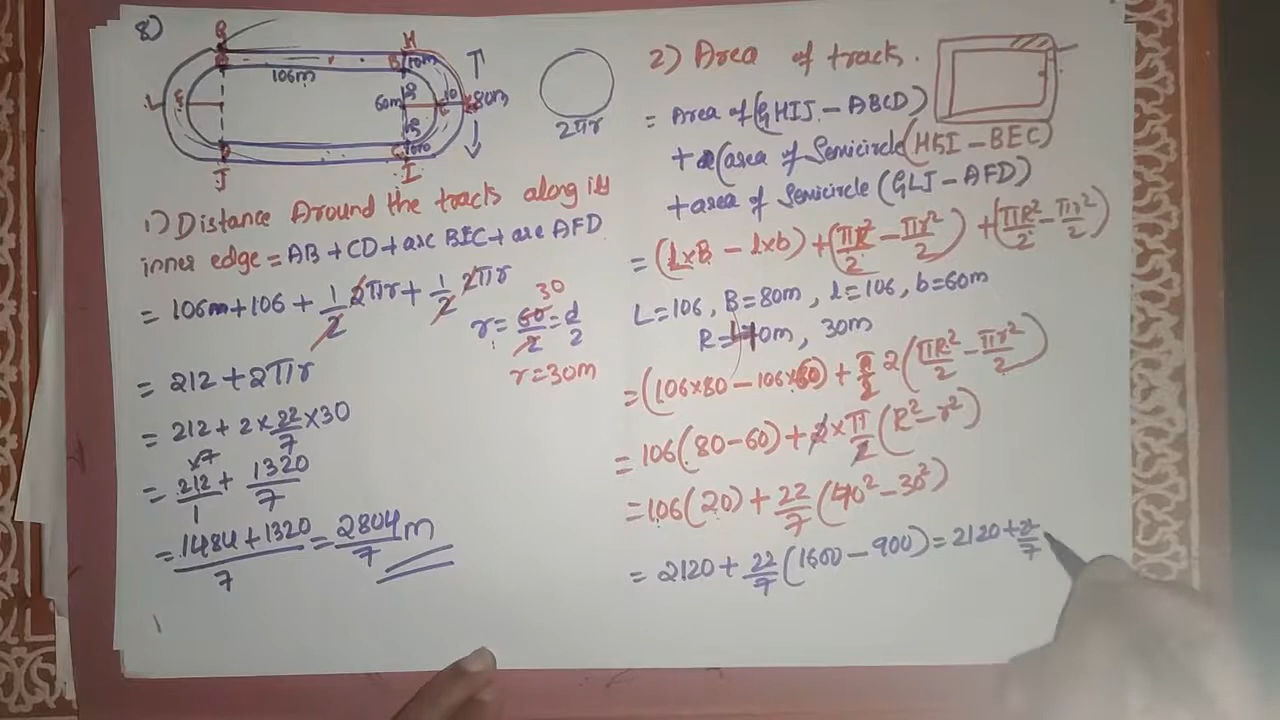 8)
G
H
B
10m
106m
L
60m
10
80m
2πr
D
C
10m
J
I
1) Distance Around the tracks along its
inner edge = AB + CD + arc BEC + arc AFD
= 106m + 106 + 1/2 2πr + 1/2 2πr
r = 60/2 = d/2
30
r = 30m
= 212 + 2πr
= 212 + 2 × 22/7 × 30
= 212×7/1 + 1320/7
= 1484 + 1320/7 = 2804/7 m
2) Area of tracks.
= Area of (GHIJ - ABCD)
+ (area of Semicircle (HKI - BEC)
+ area of Semicircle (GLJ - AFD)
= (L×B - l×b) + (πR²/2 - πr²/2) + (πR²/2 - πr²/2)
L = 106, B = 80m, l = 106, b = 60m
R = 40m, 30m
= (106×80 - 106×60) + 2(πR²/2 - πr²/2)
= 106(80-60) + 2 × π/2 (R² - r²)
= 106(20) + 22/7 (40² - 30²)
= 2120 + 22/7 (1600 - 900) = 2120 + 22/7